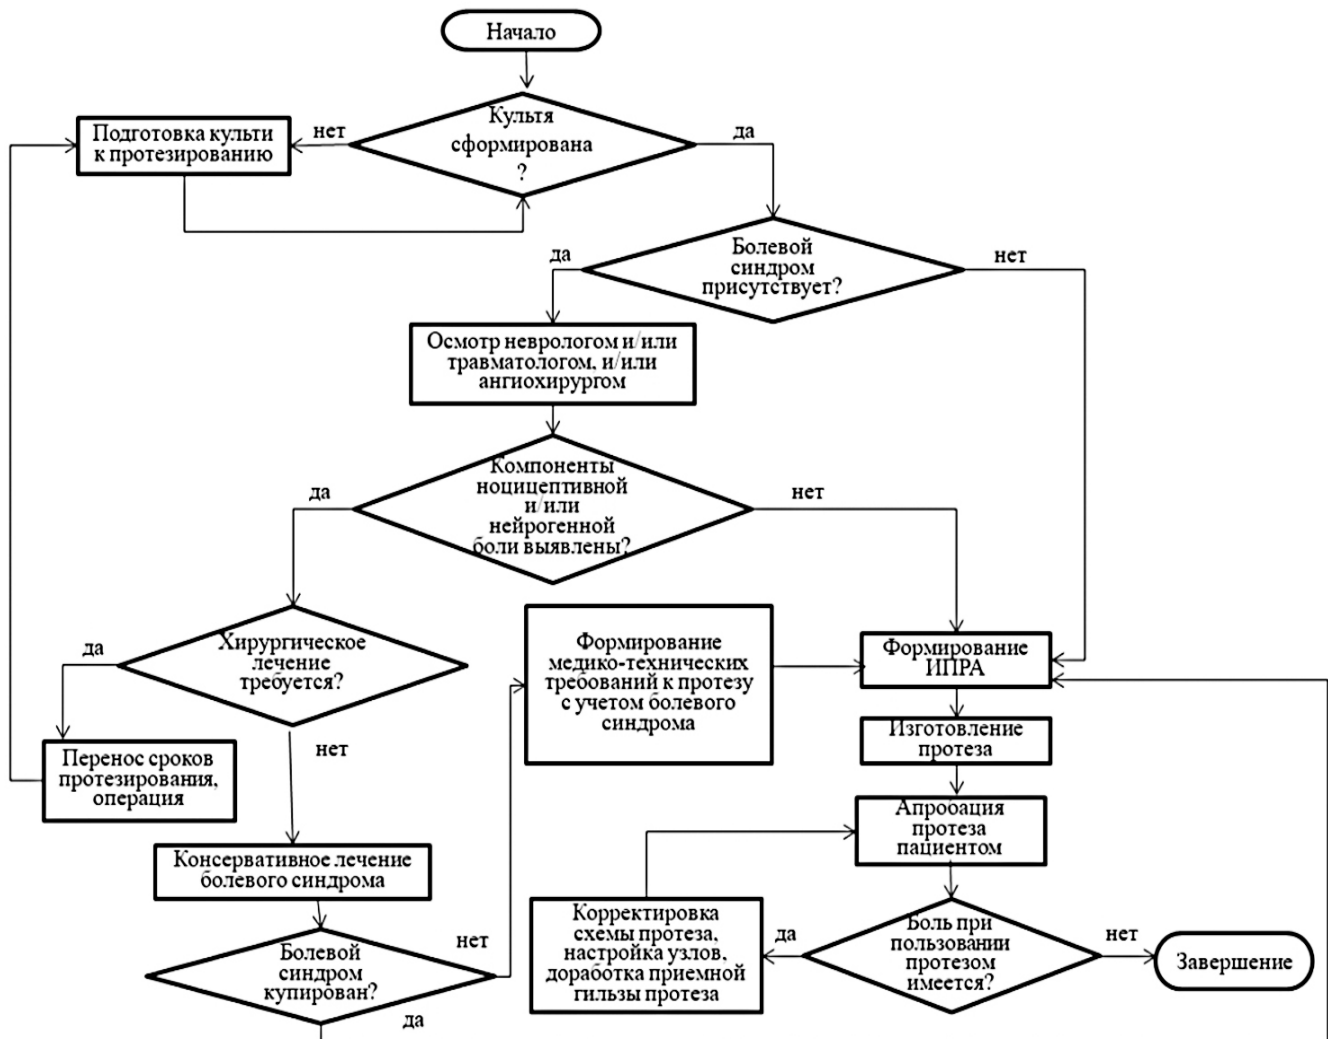 Начало
Культя
сформирована
?
нет
да
Подготовка культи
к протезированию
Болевой
синдром
присутствует?
да
нет
Осмотр неврологом и/или
травматологом, и/или
ангиохирургом
Компоненты
ноцицептивной
и/или
нейрогенной
боли выявлены?
да
нет
Хирургическое
лечение
требуется?
да
нет
Формирование
медико-технических
требований к протезу
с учетом болевого
синдрома
Формирование
ИПРА
Изготовление
протеза
Перенос сроков
протезирования,
операция
Апробация
протеза
пациентом
Консервативное лечение
болевого синдрома
Болевой
синдром
купирован?
нет
да
Корректировка
схемы протеза,
настройка узлов,
доработка приемной
гильзы протеза
да
Боль при
пользовании
протезом
имеется?
нет
Завершение